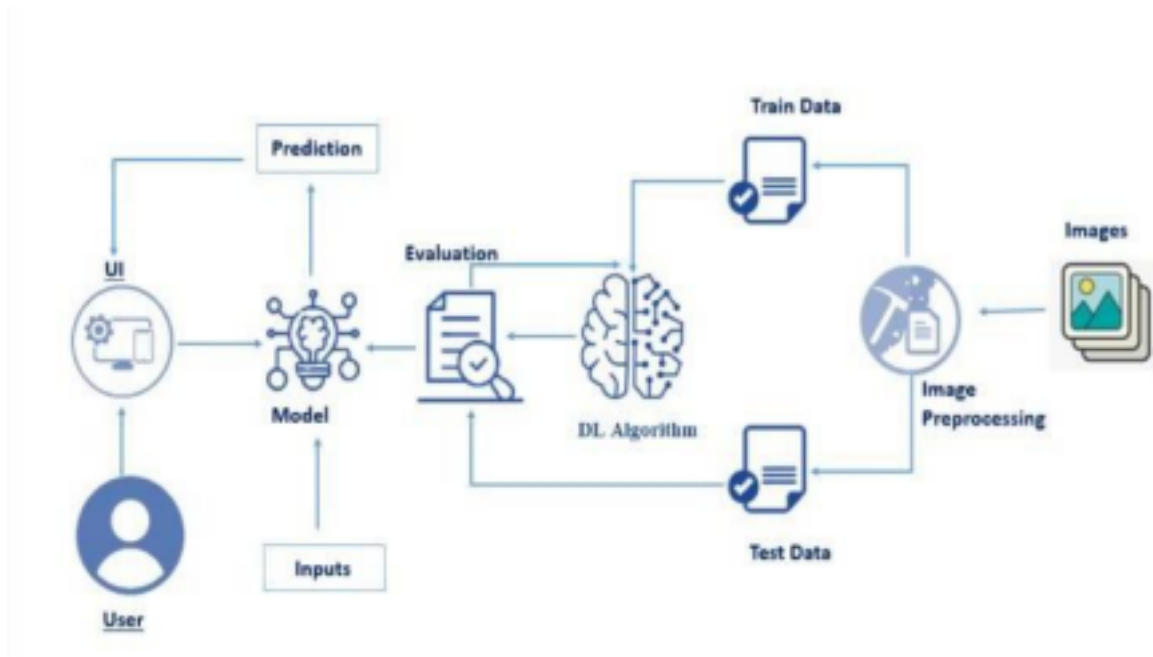 Train Data
Prediction
Images
Evaluation
UI
Image
Preprocessing
Model
DL Algorithm
Test Data
Inputs
User